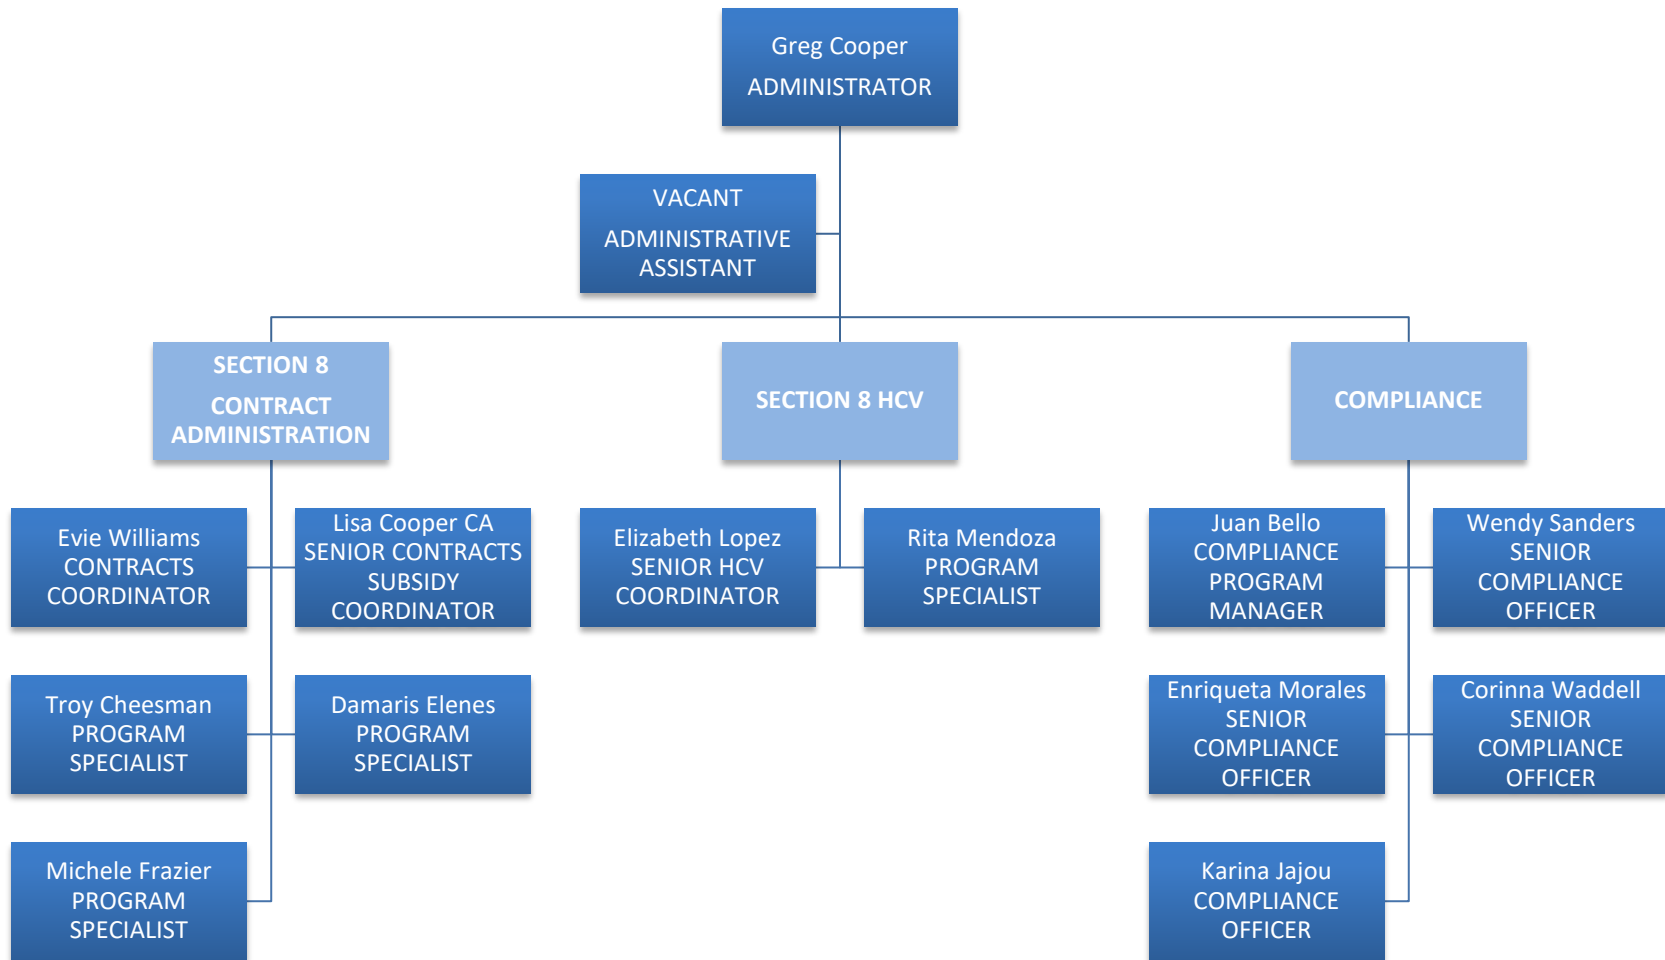 Greg Cooper
ADMINISTRATOR
VACANT
ADMINISTRATIVE
ASSISTANT
SECTION 8
CONTRACT
ADMINISTRATION
SECTION 8 HCV
COMPLIANCE
Evie Williams
CONTRACTS
COORDINATOR
Lisa Cooper CA
SENIOR CONTRACTS
SUBSIDY
COORDINATOR
Elizabeth Lopez
SENIOR HCV
COORDINATOR
Rita Mendoza
PROGRAM
SPECIALIST
Juan Bello
COMPLIANCE
PROGRAM
MANAGER
Wendy Sanders
SENIOR
COMPLIANCE
OFFICER
Troy Cheesman
PROGRAM
SPECIALIST
Damaris Elenes
PROGRAM
SPECIALIST
Enriqueta Morales
SENIOR
COMPLIANCE
OFFICER
Corinna Waddell
SENIOR
COMPLIANCE
OFFICER
Michele Frazier
PROGRAM
SPECIALIST
Karina Jajou
COMPLIANCE
OFFICER